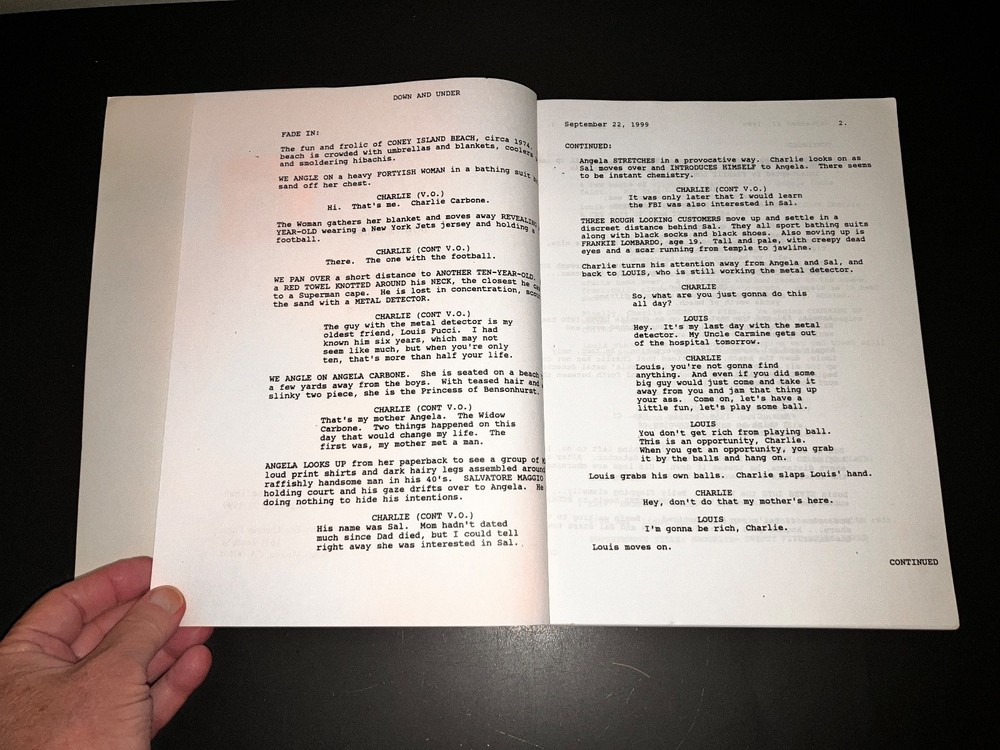 DOWN AND UNDER
FADE IN:
The fun and frolic of CONEY ISLAND BEACH, circa 1974,
beach is crowded with umbrellas and blankets, coolers
and smoldering hibachis.
WE ANGLE on a heavy FORTYISH WOMAN in a bathing suit
sand off her chest.
CHARLIE (V.O.)
Hi. That's me. Charlie Carbone.
The Woman gathers her blanket and moves away REVEALING
YEAR-OLD wearing a New York Jets jersey and holding a
football.
CHARLIE (CONT V.O.)
There. The one with the football.
WE PAN OVER a short distance to ANOTHER TEN-YEAR-OLD.
a RED TOWEL KNOTTED AROUND his NECK, the closest he
to a Superman cape. He is lost in concentration,
the sand with a METAL DETECTOR.
CHARLIE (CONT V.O.)
The guy with the metal detector is my
oldest friend, Louis Fucci. I had
known him six years, which may not
seem like much, but when you're only
ten, that's more than half your life.
WE ANGLE ON ANGELA CARBONE. She is seated on a beach
a few yards away from the boys. With teased hair and
slinky two piece, she is the Princess of Bensonhurst.
CHARLIE (CONT V.O.)
That's my mother Angela. The Widow
Carbone. Two things happened on this
day that would change my life. The
first was, my mother met a man.
ANGELA LOOKS UP from her paperback to see a group of
loud print shirts and dark hairy legs assembled around
raffishly handsome man in his 40's. SALVATORE MAGGIO
holding court and his gaze drifts over to Angela. He
doing nothing to hide his intentions.
CHARLIE (CONT V.O.)
His name was Sal. Mom hadn't dated
much since Dad died, but I could tell
right away she was interested in Sal.
September 22, 1999 2.
CONTINUED:
Angela STRETCHES in a provocative way. Charlie looks on as
Sal moves over and INTRODUCES HIMSELF to Angela. There seems
to be instant chemistry.
CHARLIE (CONT V.O.)
It was only later that I would learn
the FBI was also interested in Sal.
THREE ROUGH LOOKING CUSTOMERS move up and settle in a
discreet distance behind Sal. They all sport bathing suits
along with black socks and black shoes. Also moving up is
FRANKIE LOMBARDO, age 19. Tall and pale, with creepy dead
eyes and a scar running from temple to jawline.
Charlie turns his attention away from Angela and Sal, and
back to LOUIS, who is still working the metal detector.
CHARLIE
So, what are you just gonna do this
all day?
LOUIS
Hey. It's my last day with the metal
detector. My Uncle Carmine gets out
of the hospital tomorrow.
CHARLIE
Louis, you're not gonna find
anything. And even if you did some
big guy would just come and take it
away from you and jam that thing up
your ass. Come on, let's have a
little fun, let's play some ball.
LOUIS
You don't get rich from playing ball.
This is an opportunity, Charlie.
When you get an opportunity, you grab
it by the balls and hang on.
Louis grabs his own balls. Charlie slaps Louis' hand.
CHARLIE
Hey, don't do that my mother's here.
LOUIS
I'm gonna be rich, Charlie.
Louis moves on.
CONTINUED